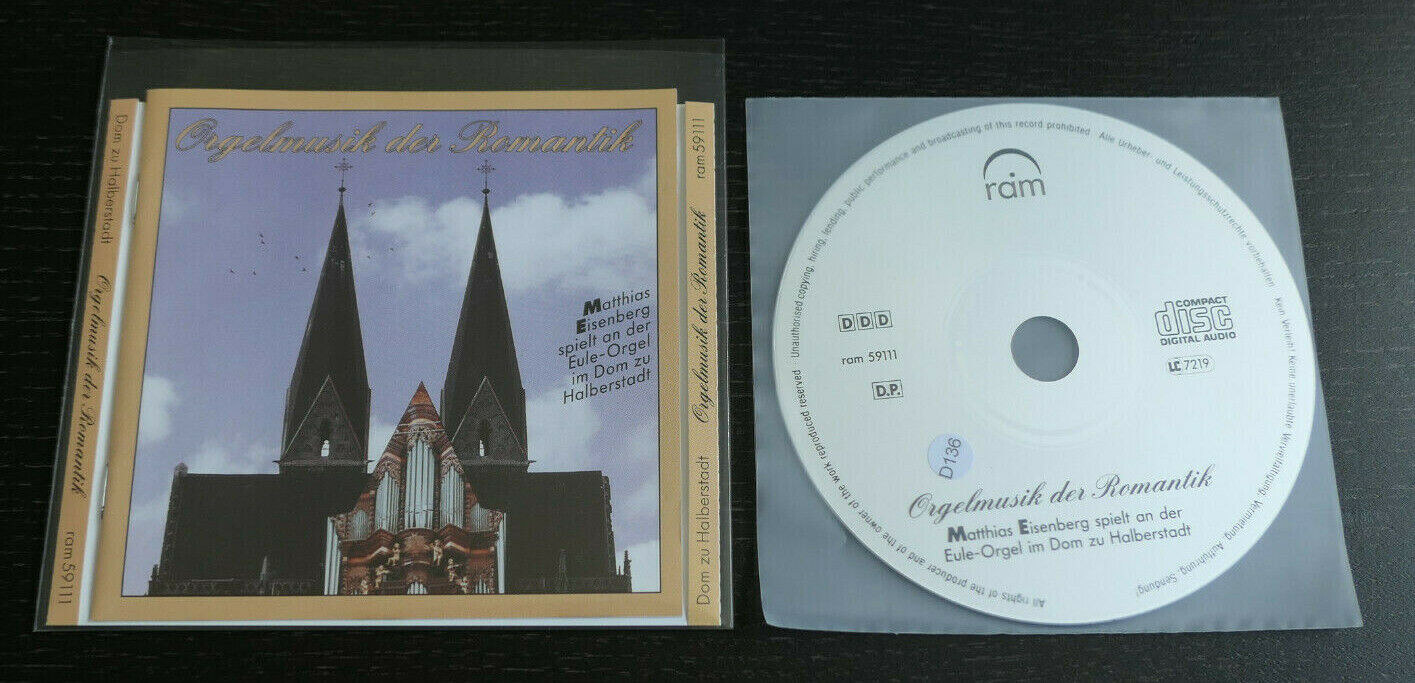 Dom zu Halberstadt Orgelmusik der Romantik ram 59111
Orgelmusik der Romantik
Matthias
Eisenberg
spielt an der
Eule-Orgel
im Dom zu
Halberstadt
Dom zu Halberstadt Orgelmusik der Romantik ram 59111
All rights of the producer and of the owner of the work reproduced reserved Unauthorised copying, hiring, lending, public performance and broadcasting of this record prohibited Alle Urheber- und Leistungsschutzrechte vorbehalten Kein Verleih! Keine unerlaubte Vervielfältigung, Vermietung, Aufführung, Sendung!
ram
DDD
COMPACT
disc
DIGITAL AUDIO
ram 59111
LC 7219
D.P.
D136
Orgelmusik der Romantik
Matthias Eisenberg spielt an der
Eule-Orgel im Dom zu Halberstadt